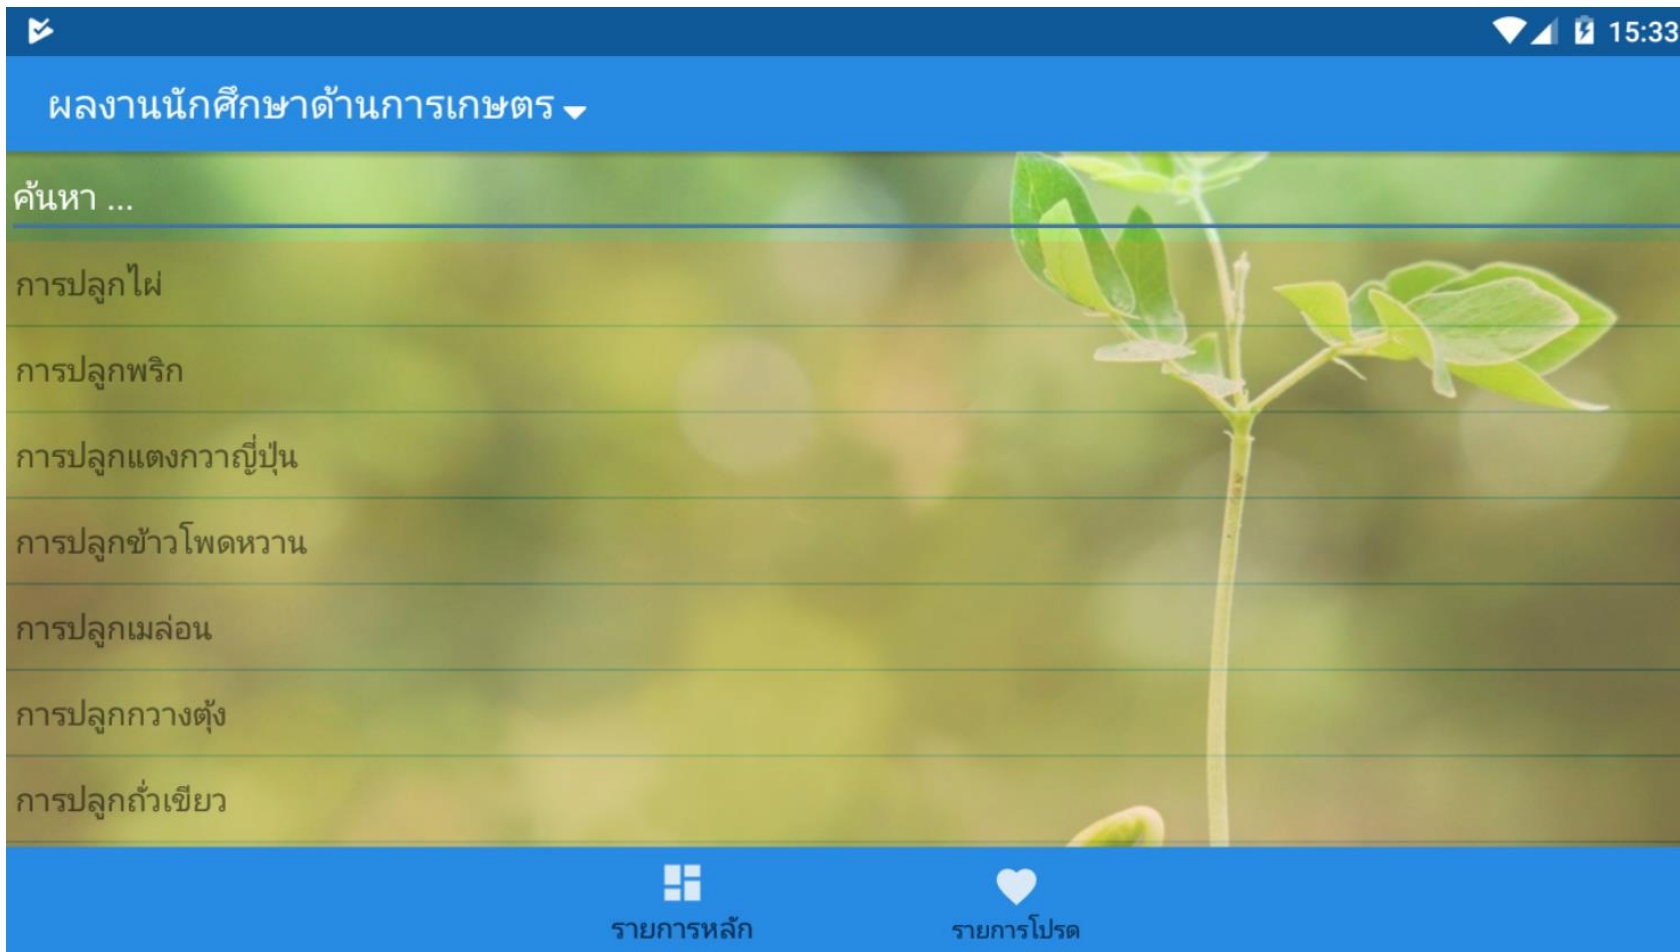 15:33
ผลงานนักศึกษาด้านการเกษตร
ค้นหา ...
การปลูกไผ่
การปลูกพริก
การปลูกแตงกวาญี่ปุ่น
การปลูกข้าวโพดหวาน
การปลูกเมล่อน
การปลูกกวางตุ้ง
การปลูกถั่วเขียว
รายการหลัก
รายการโปรด